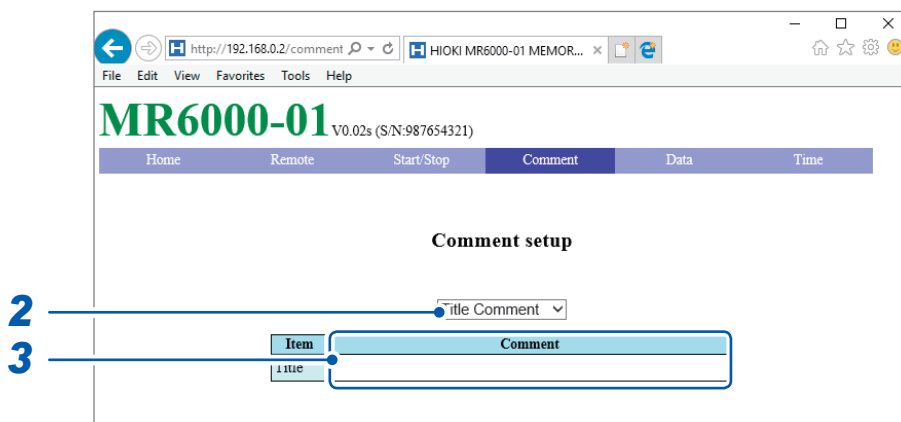 http://192.168.0.2/comment HIOKI MR6000-01 MEMOR...
File Edit View Favorites Tools Help
MR6000-01 V0.02s (S/N:987654321)
Home Remote Start/Stop Comment Data Time
Comment setup
2 Title Comment
Item Comment
3 Title